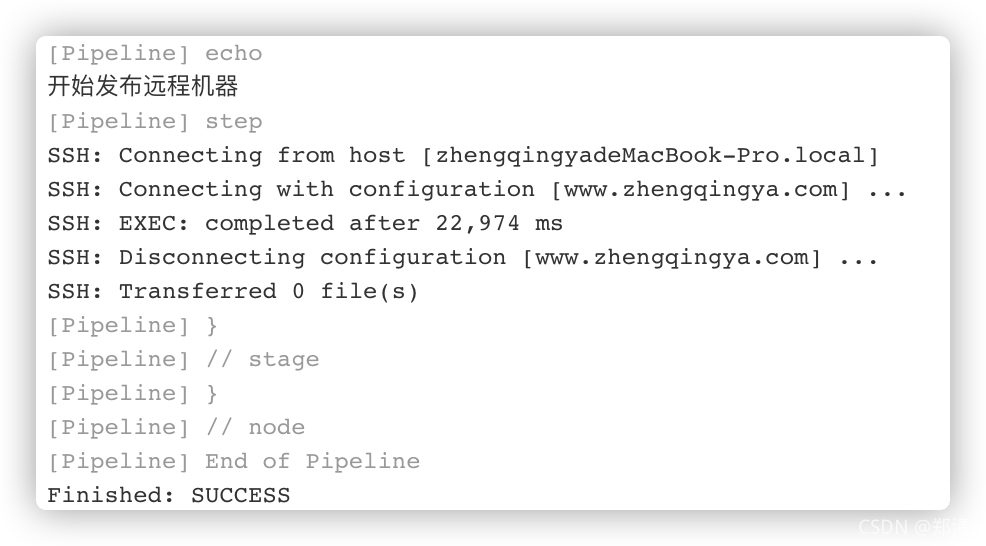 [Pipeline] echo
开始发布远程机器
[Pipeline] step
SSH: Connecting from host [zhengqingyadeMacBook-Pro.local]
SSH: Connecting with configuration [www.zhengqingya.com] ...
SSH: EXEC: completed after 22,974 ms
SSH: Disconnecting configuration [www.zhengqingya.com] ...
SSH: Transferred 0 file(s)
[Pipeline] }
[Pipeline] // stage
[Pipeline] }
[Pipeline] // node
[Pipeline] End of Pipeline
Finished: SUCCESS
CSDN @郑清